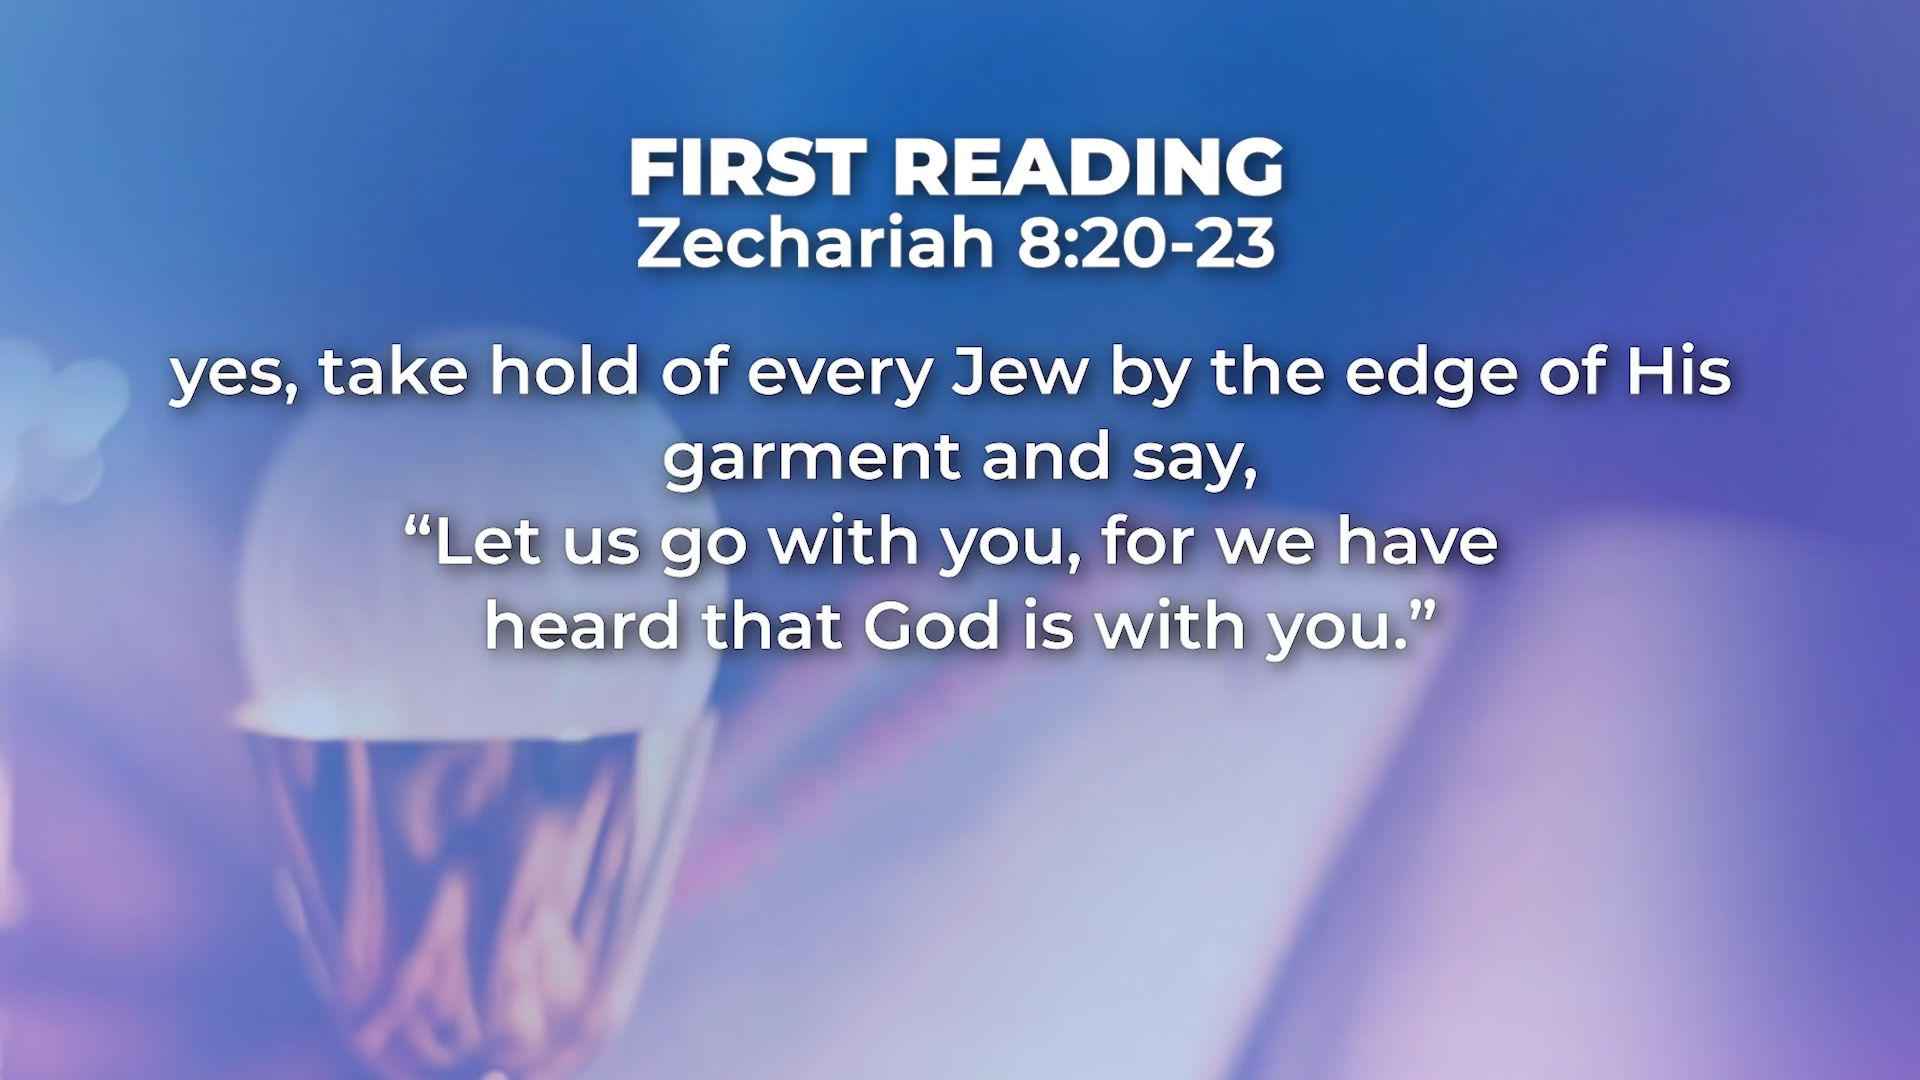 FIRST READING
Zechariah 8:20-23
yes, take hold of every Jew by the edge of His
garment and say,
“Let us go with you, for we have
heard that God is with you.”